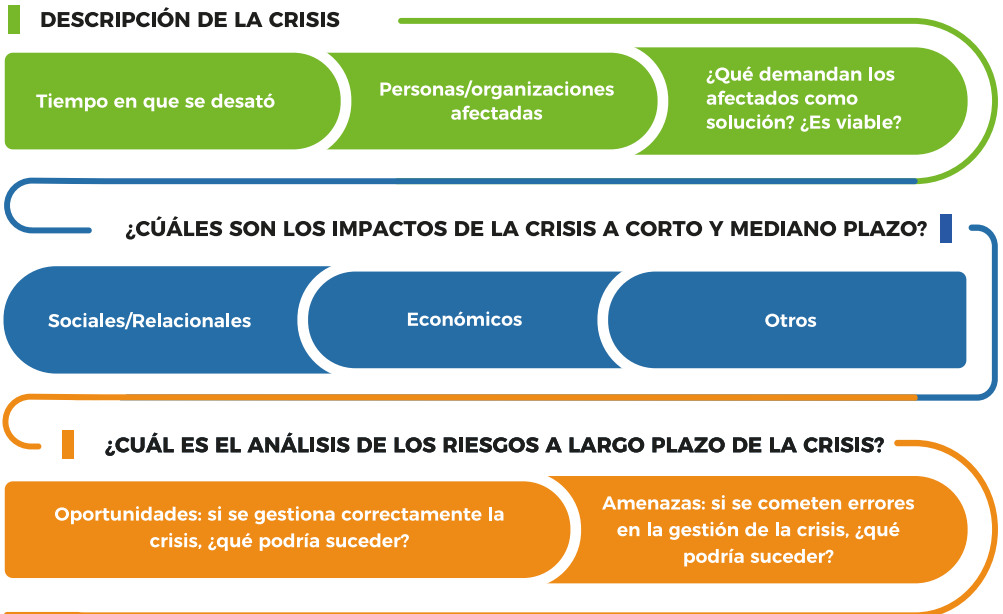 DESCRIPCIÓN DE LA CRISIS
Tiempo en que se desató
Personas/organizaciones
afectadas
¿Qué demandan los
afectados como
solución? ¿Es viable?
¿CÚÁLES SON LOS IMPACTOS DE LA CRISIS A CORTO Y MEDIANO PLAZO?
Sociales/Relacionales
Económicos
Otros
¿CUÁL ES EL ANÁLISIS DE LOS RIESGOS A LARGO PLAZO DE LA CRISIS?
Oportunidades: si se gestiona correctamente la
crisis, ¿qué podría suceder?
Amenazas: si se cometen errores
en la gestión de la crisis, ¿qué
podría suceder?